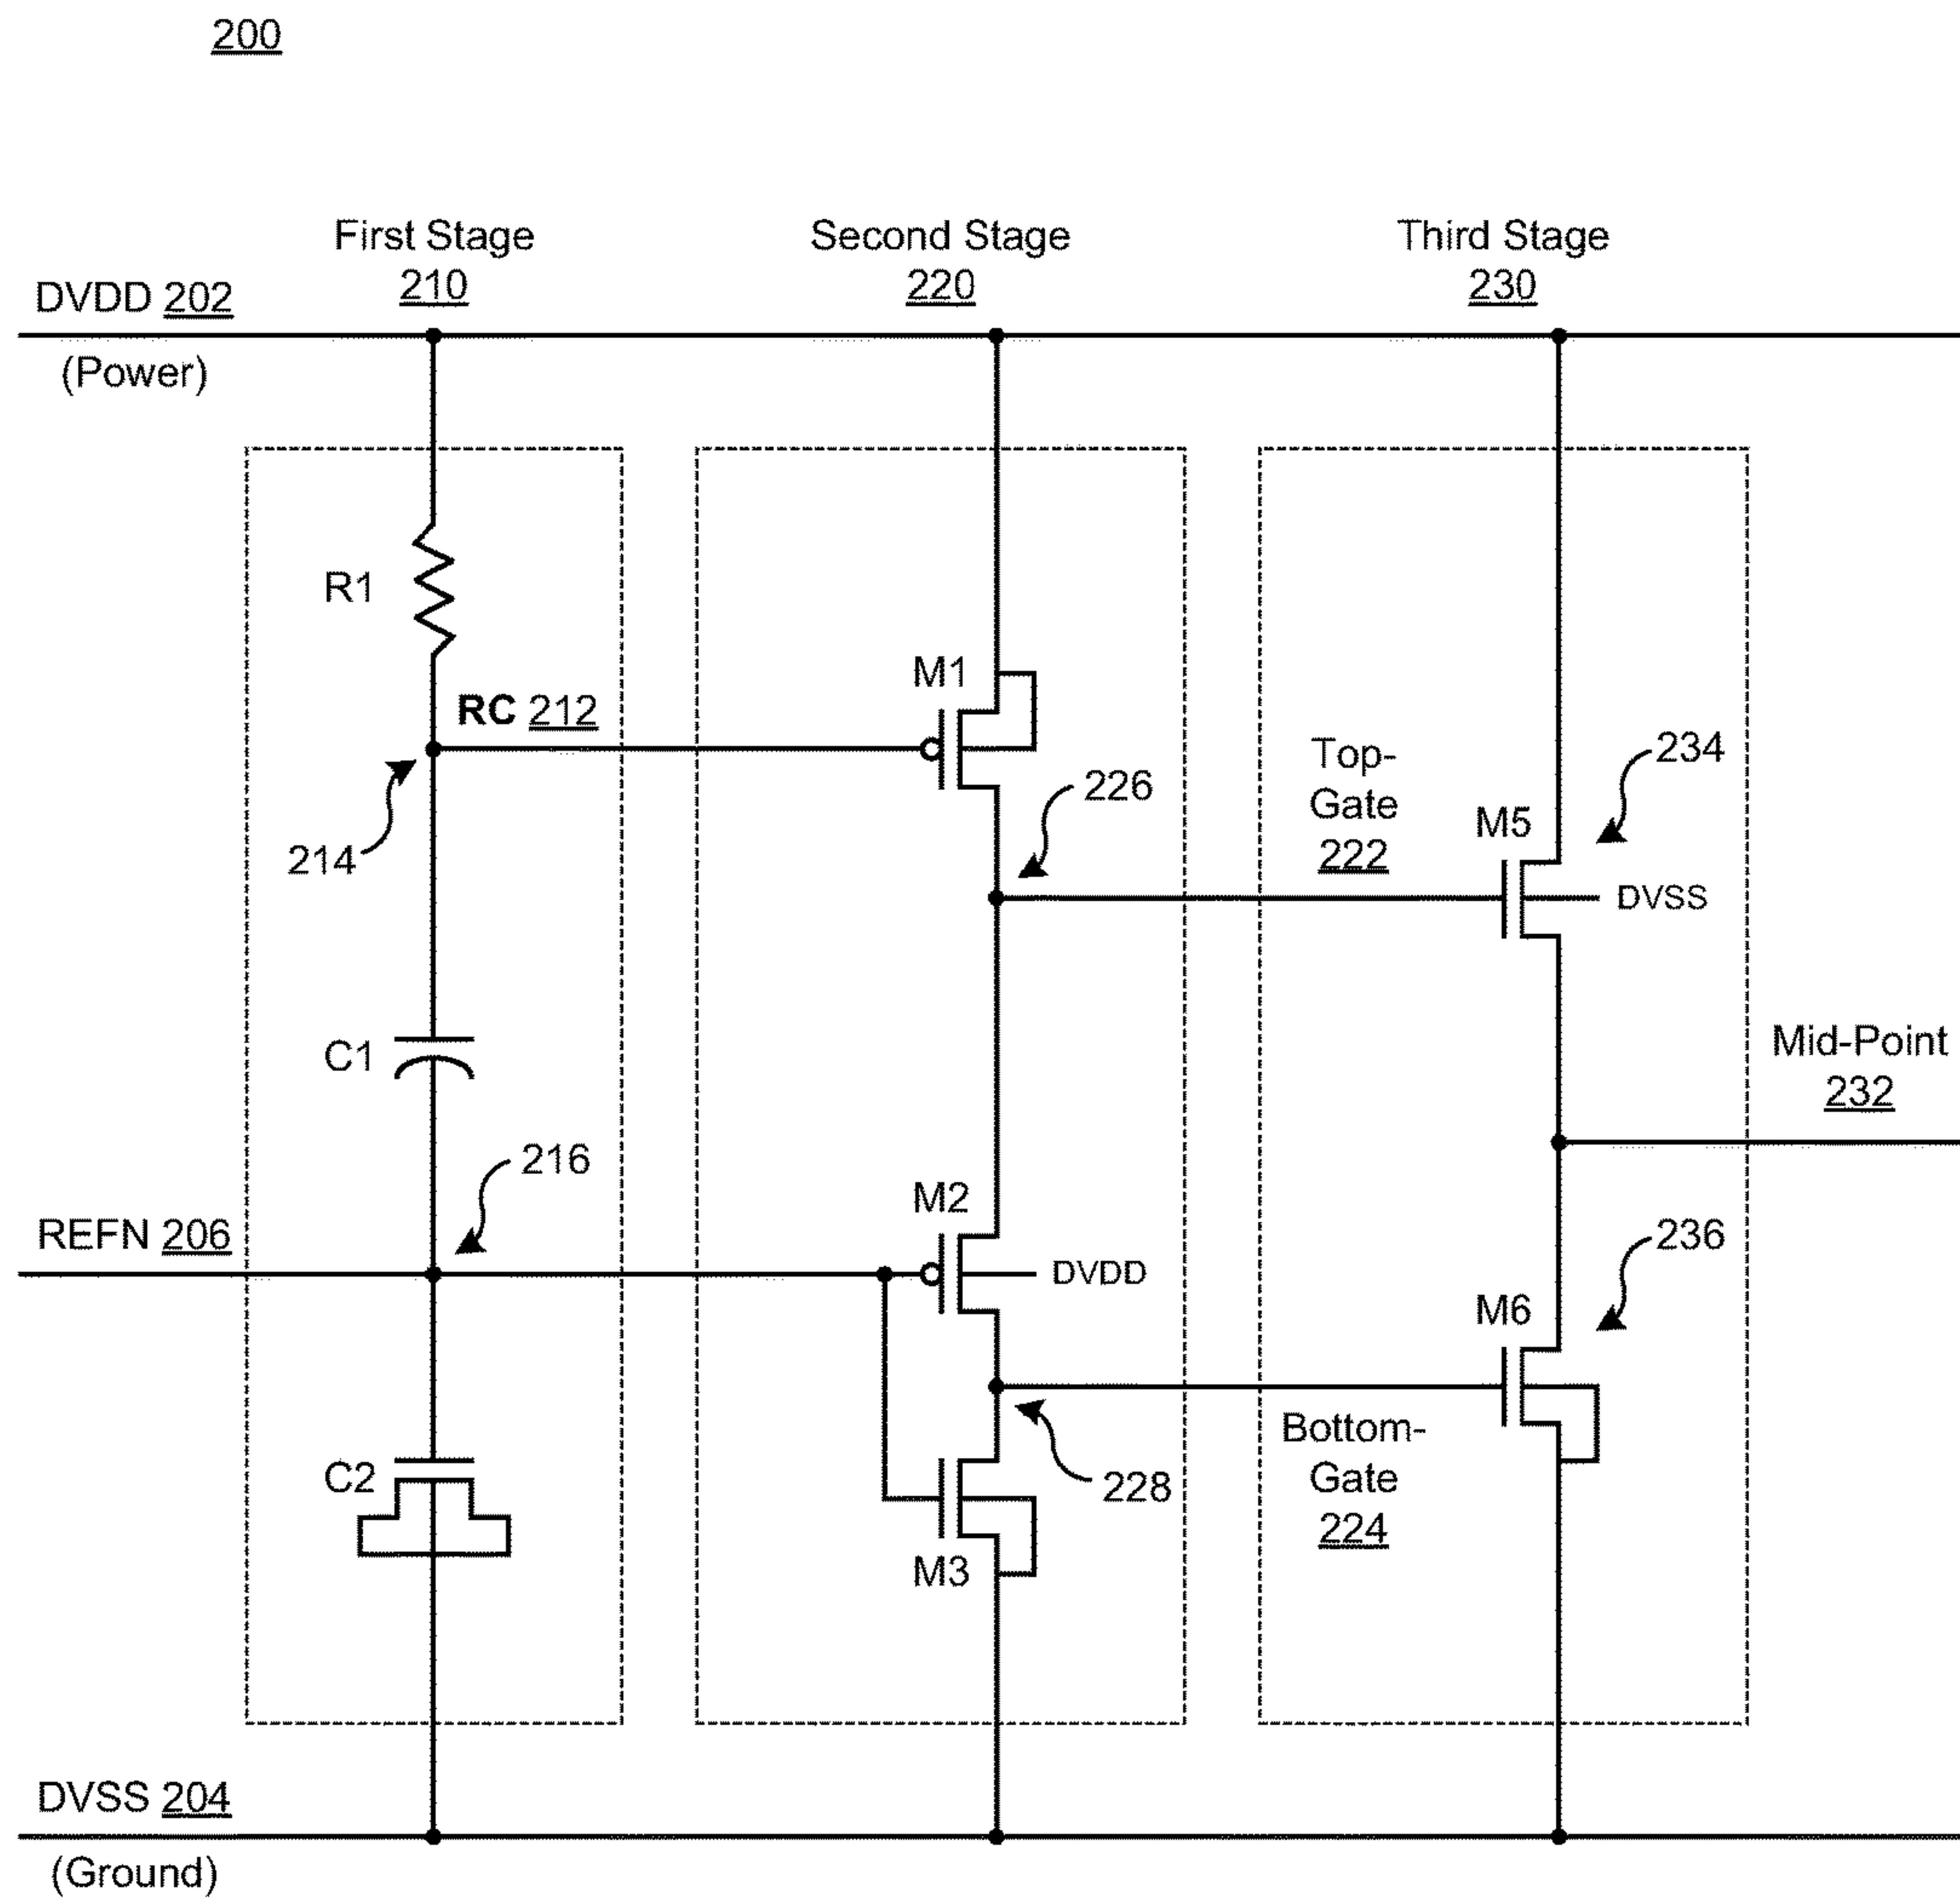 200
First Stage
210
Second Stage
220
Third Stage
230
DVDD 202
(Power)
R1
RC 212
214
M1
226
Top-
Gate
222
M5
234
DVSS
C1
Mid-Point
232
216
REFN 206
M2
DVDD
236
M6
C2
228
M3
Bottom-
Gate
224
DVSS 204
(Ground)